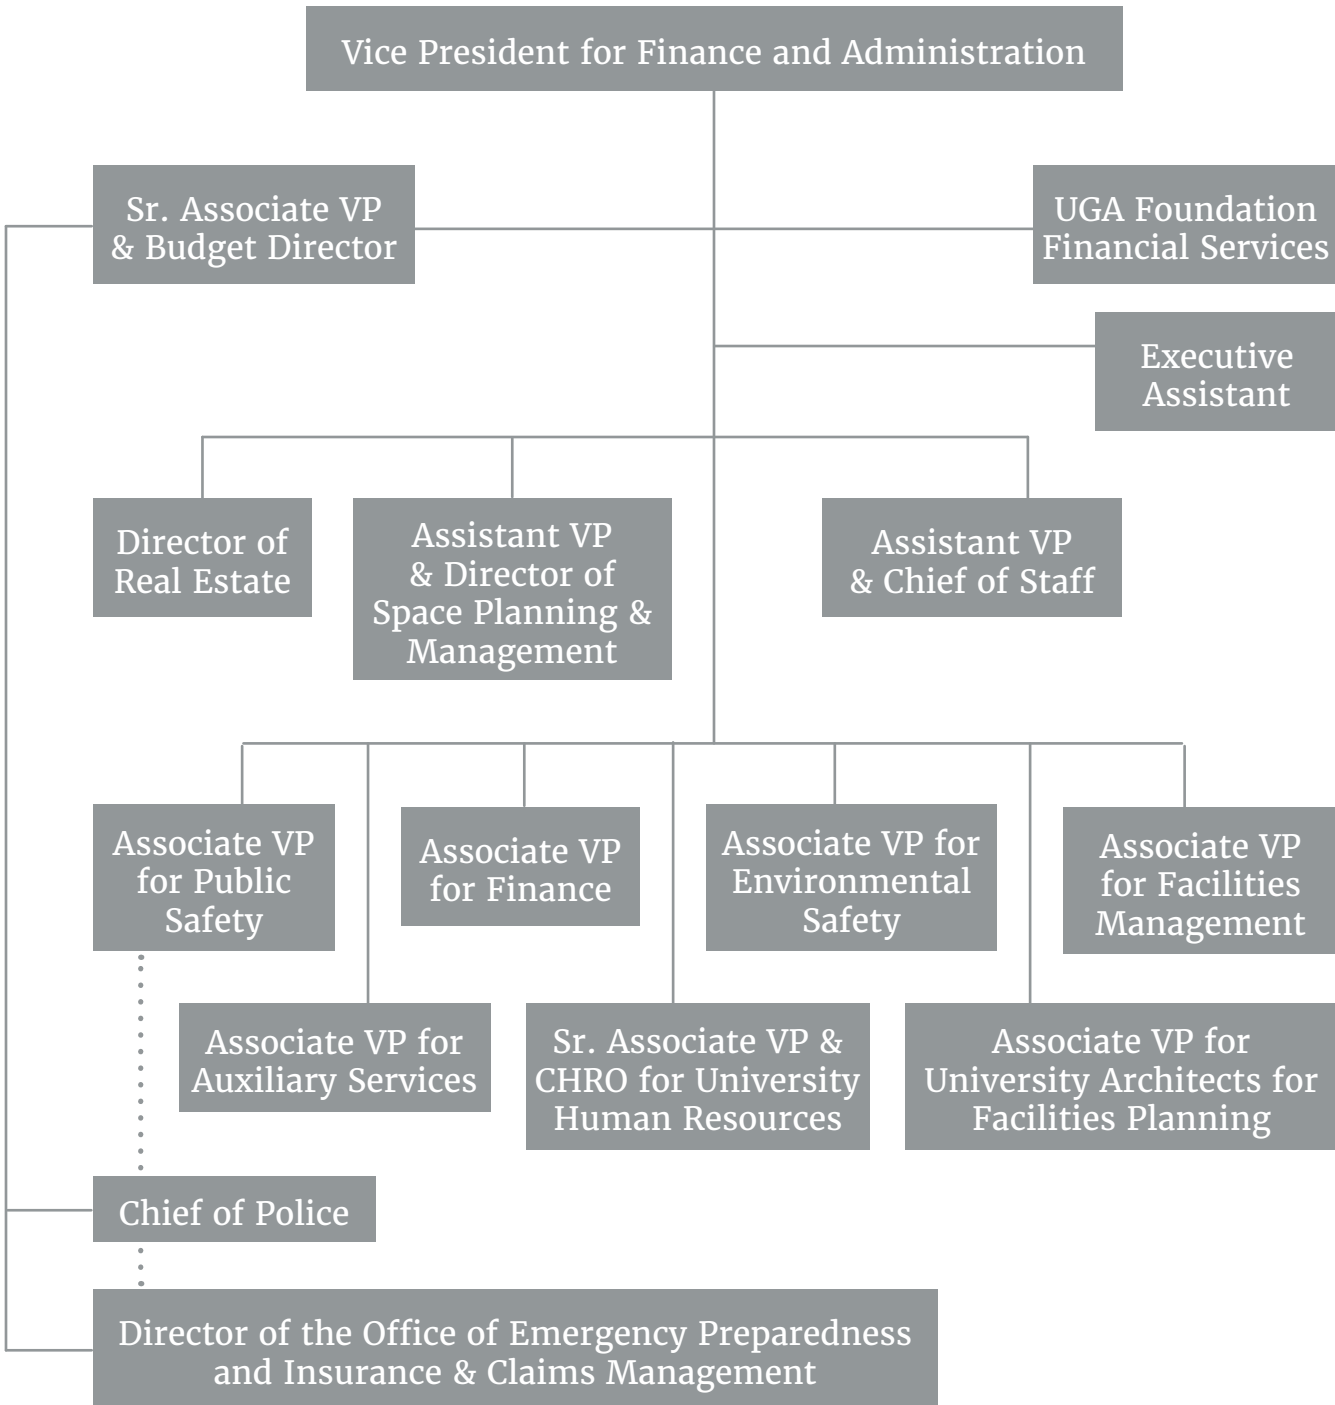 Vice President for Finance and Administration
Sr. Associate VP
& Budget Director
UGA Foundation
Financial Services
Executive
Assistant
Director of
Real Estate
Assistant VP
& Director of
Space Planning &
Management
Assistant VP
& Chief of Staff
Associate VP
for Public
Safety
Associate VP
for Finance
Associate VP for
Environmental
Safety
Associate VP
for Facilities
Management
Associate VP for
Auxiliary Services
Sr. Associate VP &
CHRO for University
Human Resources
Associate VP for
University Architects for
Facilities Planning
Chief of Police
Director of the Office of Emergency Preparedness
and Insurance & Claims Management